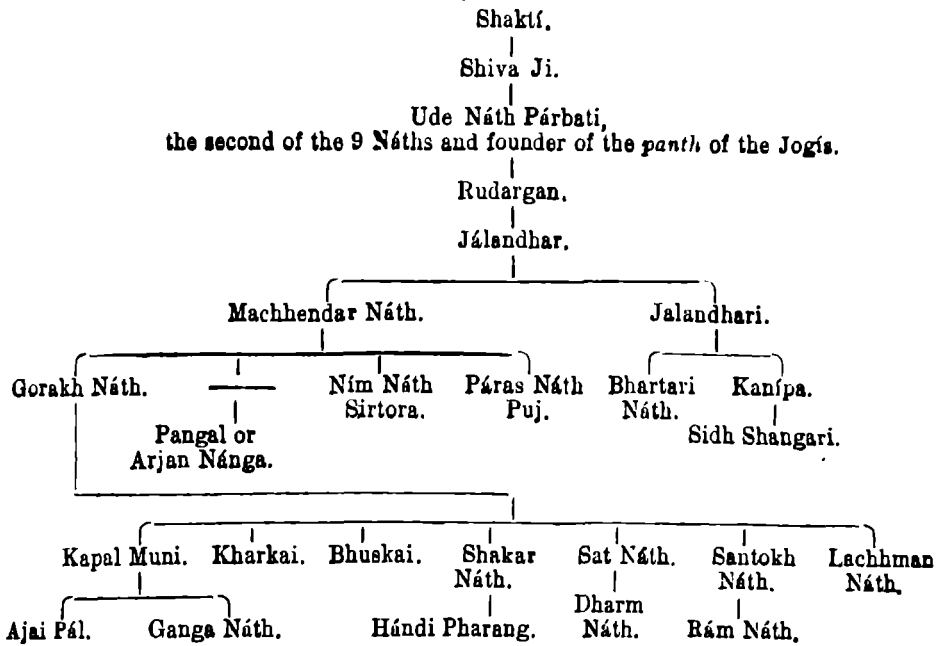 Shaktí.
Shiva Ji.
Ude Náth Párbati,
the second of the 9 Náths and founder of the panth of the Jogís.
Rudargan.
Jálandhar.
Machhendar Náth. Jalandhari.
Gorakh Náth. Ním Náth Páras Náth Bhartari Kanípa.
Sirtora. Puj. Náth.
Pangal or Sidh Shangari.
Arjan Nánga.
Kapal Muni. Kharkai. Bhuskai. Shakar Sat Náth. Santokh Lachhman
Náth. Náth. Náth.
Dharm
Ajai Pál. Ganga Náth. Hándi Pharang. Náth. Rám Náth.